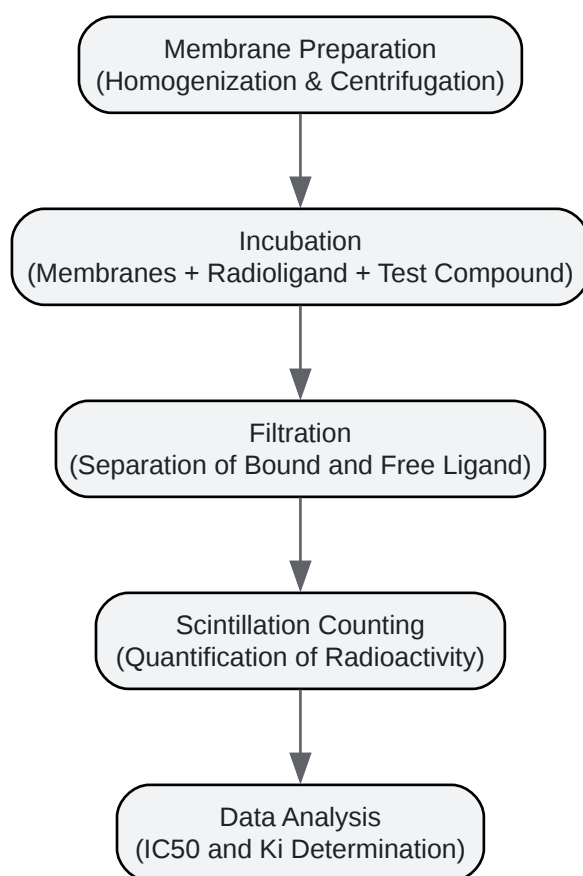 Membrane Preparation
(Homogenization & Centrifugation)
Incubation
(Membranes + Radioligand + Test Compound)
Filtration
(Separation of Bound and Free Ligand)
Scintillation Counting
(Quantification of Radioactivity)
Data Analysis
(IC50 and Ki Determination)